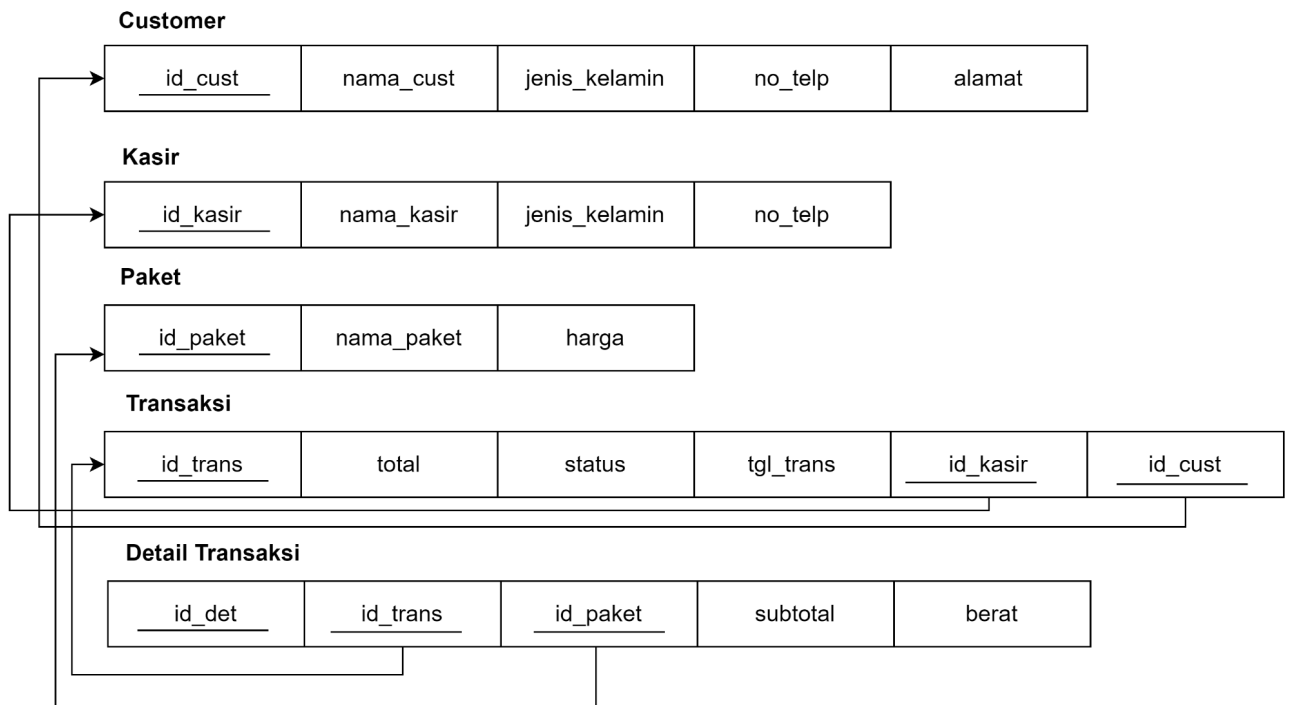 Customer
id_cust nama_cust jenis_kelamin no_telp alamat
Kasir
id_kasir nama_kasir jenis_kelamin no_telp
Paket
id_paket nama_paket harga
Transaksi
id_trans total status tgl_trans id_kasir id_cust
Detail Transaksi
id_det id_trans id_paket subtotal berat